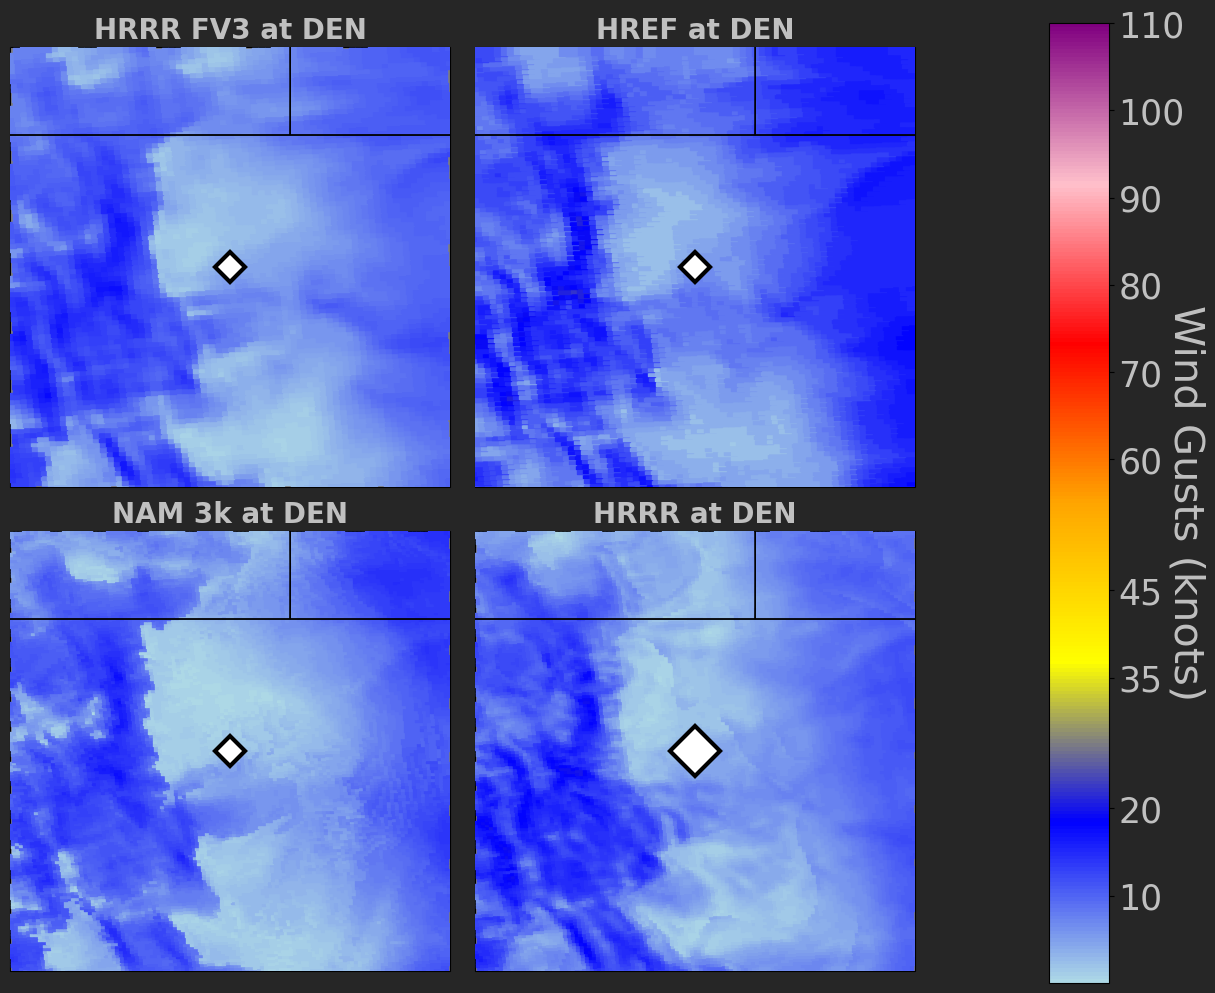 HRRR FV3 at DEN
HREF at DEN
NAM 3k at DEN
HRRR at DEN
110
100
90
80
70
60
45
35
20
10
Wind Gusts (knots)